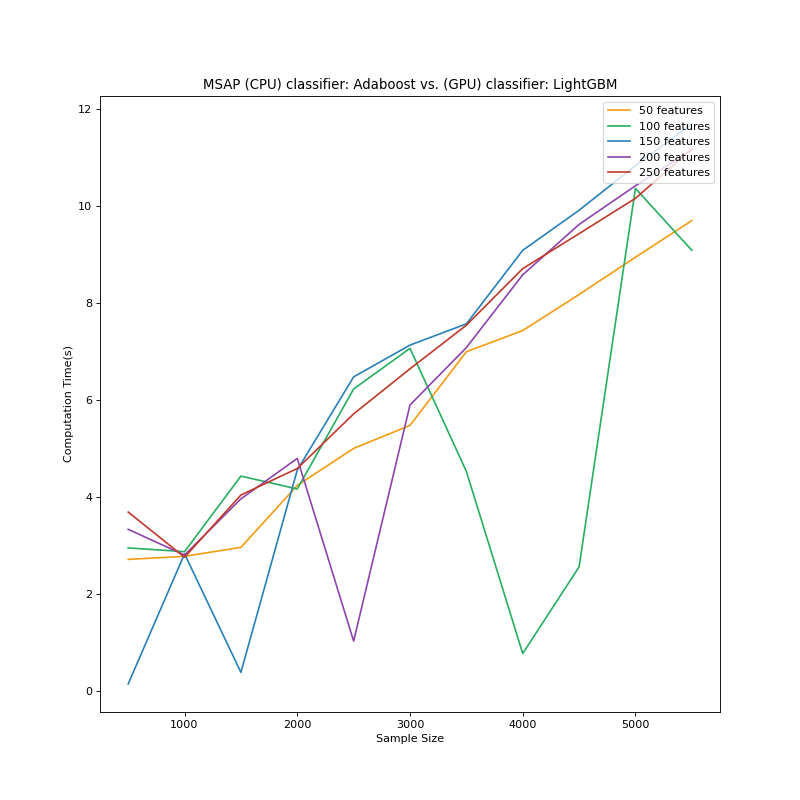 MSAP (CPU) classifier: Adaboost vs. (GPU) classifier: LightGBM
12
10
8
6
4
2
0
Computation Time(s)
50 features
100 features
150 features
200 features
250 features
1000 2000 3000 4000 5000
Sample Size